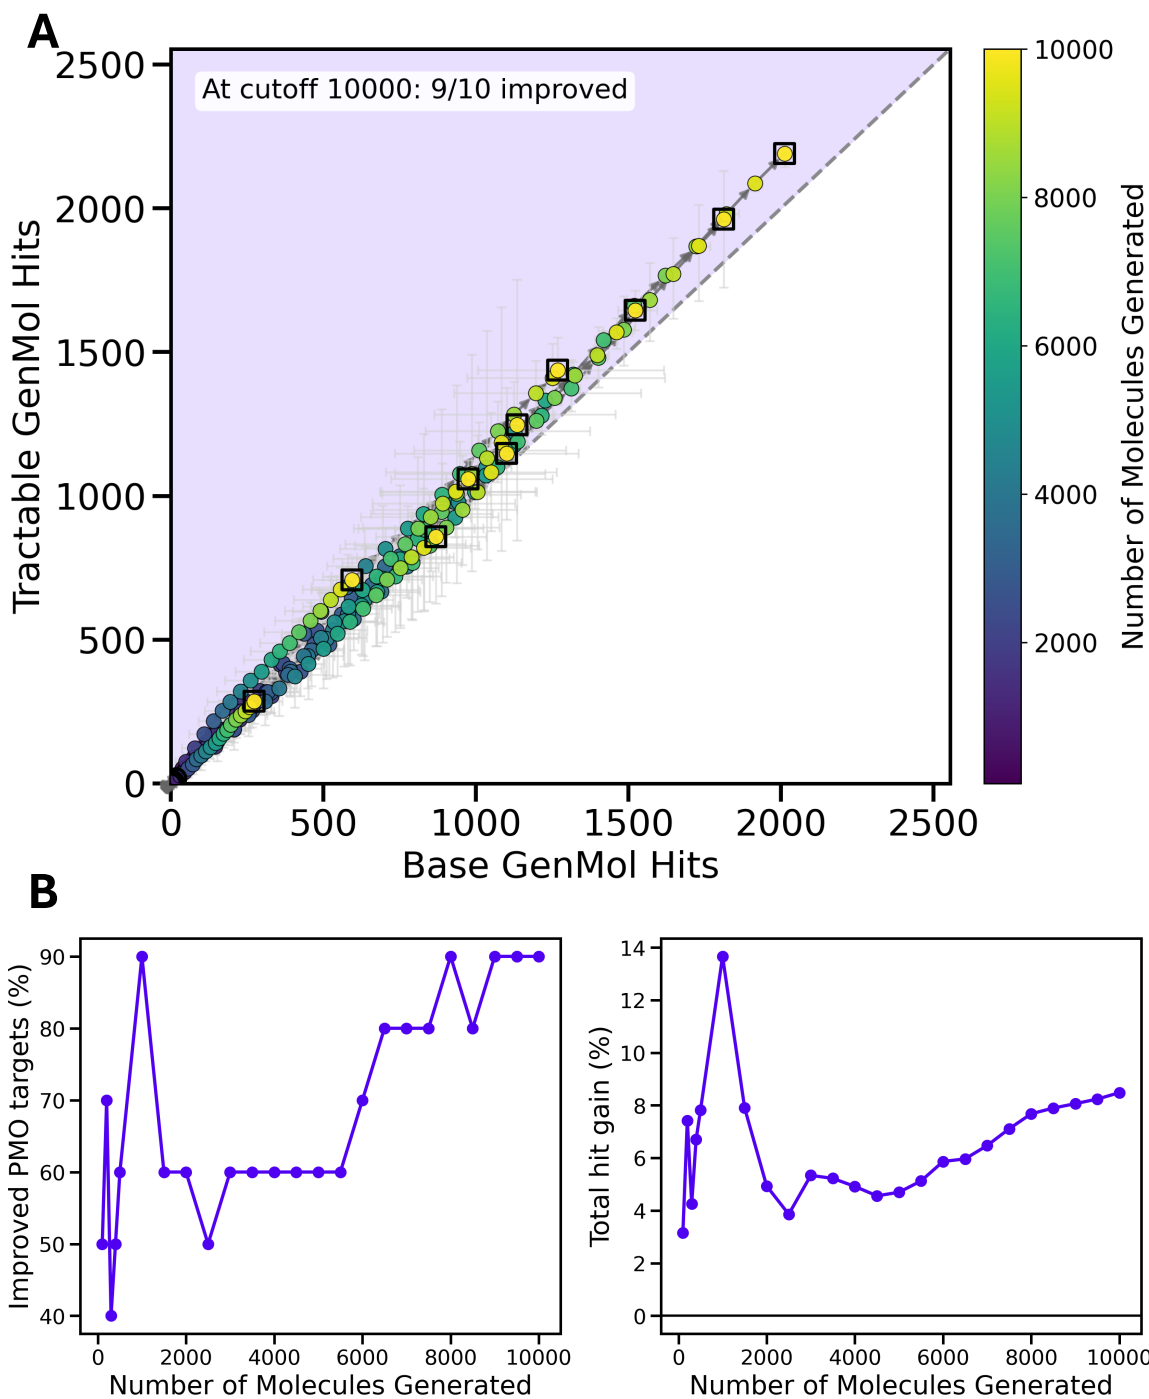 A
At cutoff 10000: 9/10 improved
Tractable GenMol Hits
2500
2000
1500
1000
500
0
0 500 1000 1500 2000 2500
Base GenMol Hits
10000
8000
6000
4000
2000
Number of Molecules Generated
B
Improved PMO targets (%)
90
80
70
60
50
40
0 2000 4000 6000 8000 10000
Number of Molecules Generated
Total hit gain (%)
14
12
10
8
6
4
2
0
0 2000 4000 6000 8000 10000
Number of Molecules Generated